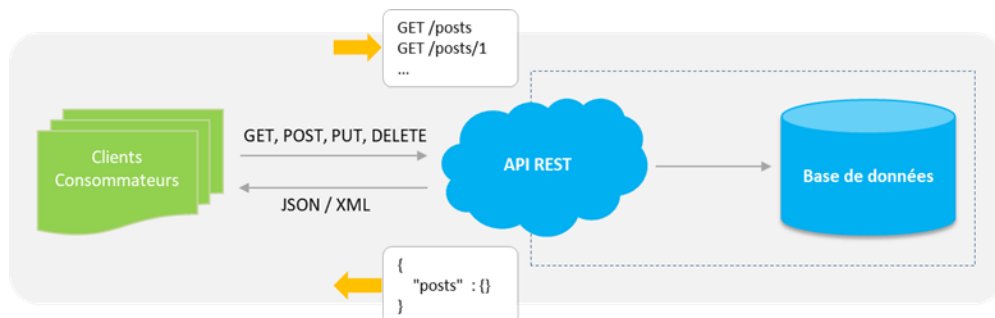 GET /posts
GET /posts/1
...
Clients
Consommateurs
GET, POST, PUT, DELETE
JSON / XML
API REST
Base de données
{
"posts" : {}
}